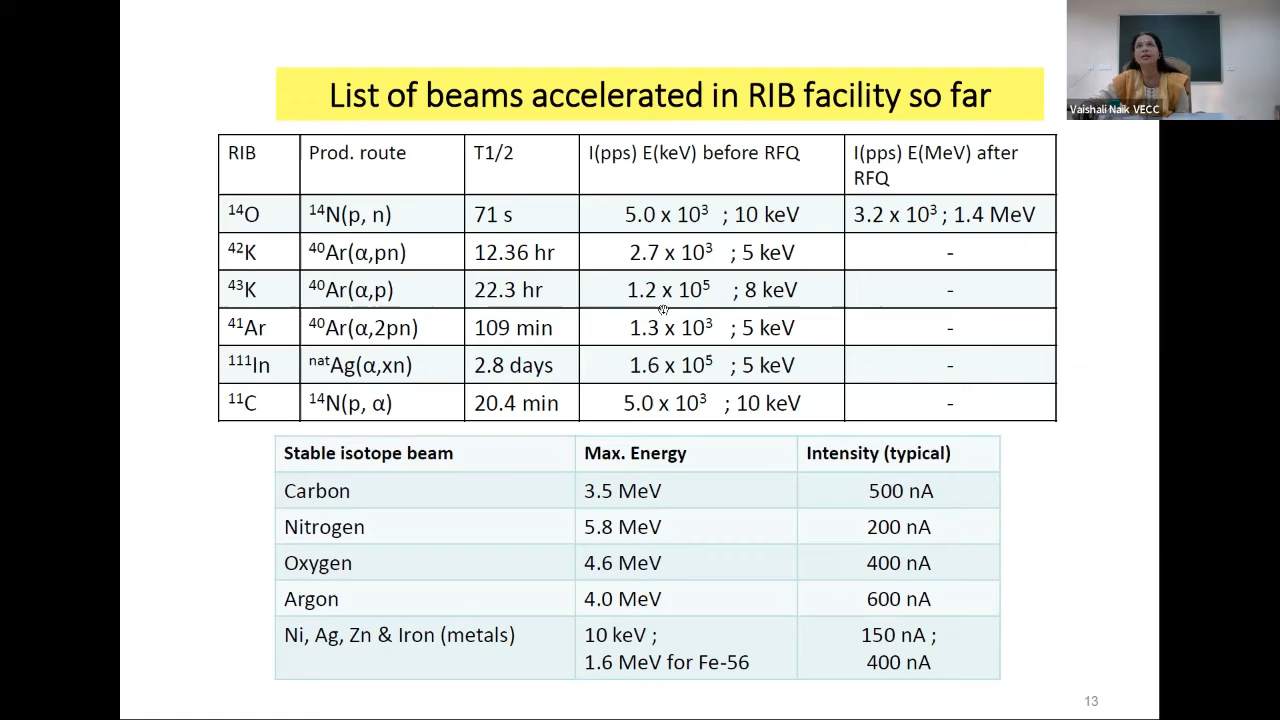 List of beams accelerated in RIB facility so far
Vaishali Naik VECC
RIB Prod. route T1/2 I(pps) E(keV) before RFQ I(pps) E(MeV) after RFQ
¹⁴O ¹⁴N(p, n) 71 s 5.0 x 10³ ; 10 keV 3.2 x 10³ ; 1.4 MeV
⁴²K ⁴⁰Ar(α,pn) 12.36 hr 2.7 x 10³ ; 5 keV -
⁴³K ⁴⁰Ar(α,p) 22.3 hr 1.2 x 10⁵ ; 8 keV -
⁴¹Ar ⁴⁰Ar(α,2pn) 109 min 1.3 x 10³ ; 5 keV -
¹¹¹In ⁿᵃᵗAg(α,xn) 2.8 days 1.6 x 10⁵ ; 5 keV -
¹¹C ¹⁴N(p, α) 20.4 min 5.0 x 10³ ; 10 keV -
Stable isotope beam Max. Energy Intensity (typical)
Carbon 3.5 MeV 500 nA
Nitrogen 5.8 MeV 200 nA
Oxygen 4.6 MeV 400 nA
Argon 4.0 MeV 600 nA
Ni, Ag, Zn & Iron (metals) 10 keV ; 150 nA ;
1.6 MeV for Fe-56 400 nA
13